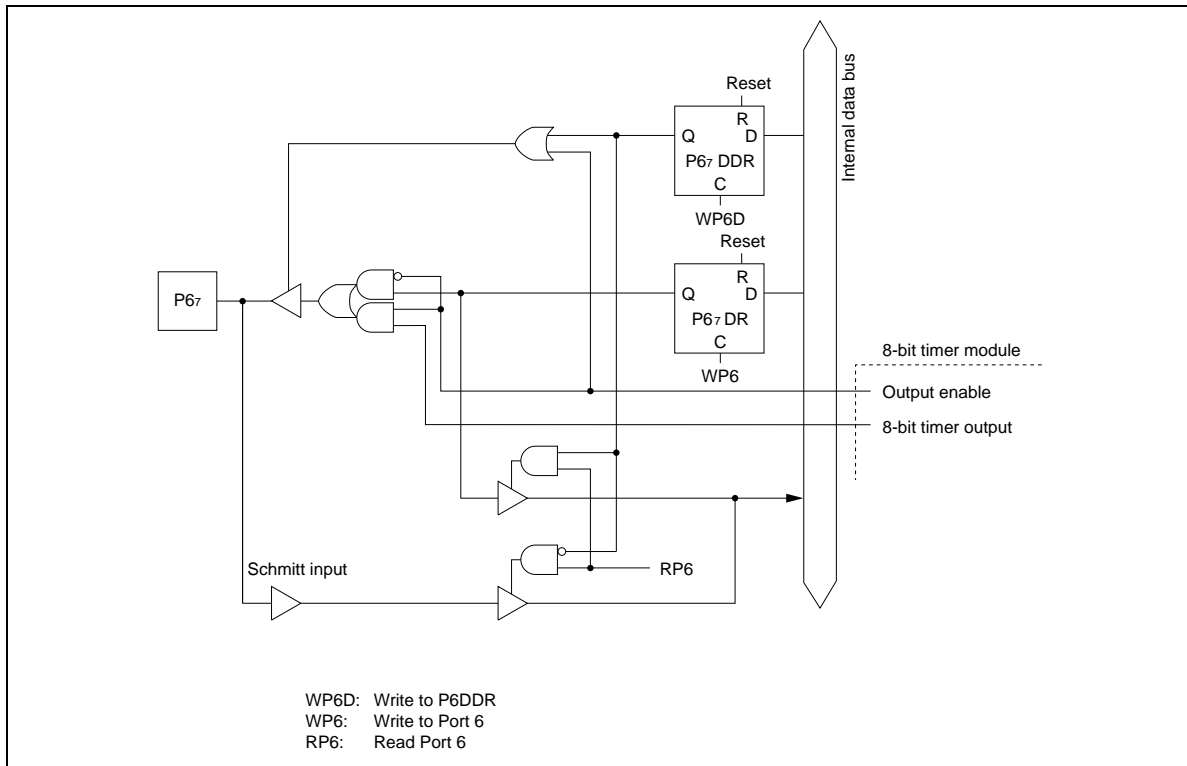 Reset
R
Q D
P67 DDR
C
WP6D
Internal data bus
Reset
R
P67
Q D
P67 DR
C
WP6
8-bit timer module
Output enable
8-bit timer output
Schmitt input
RP6
WP6D: Write to P6DDR
WP6: Write to Port 6
RP6: Read Port 6